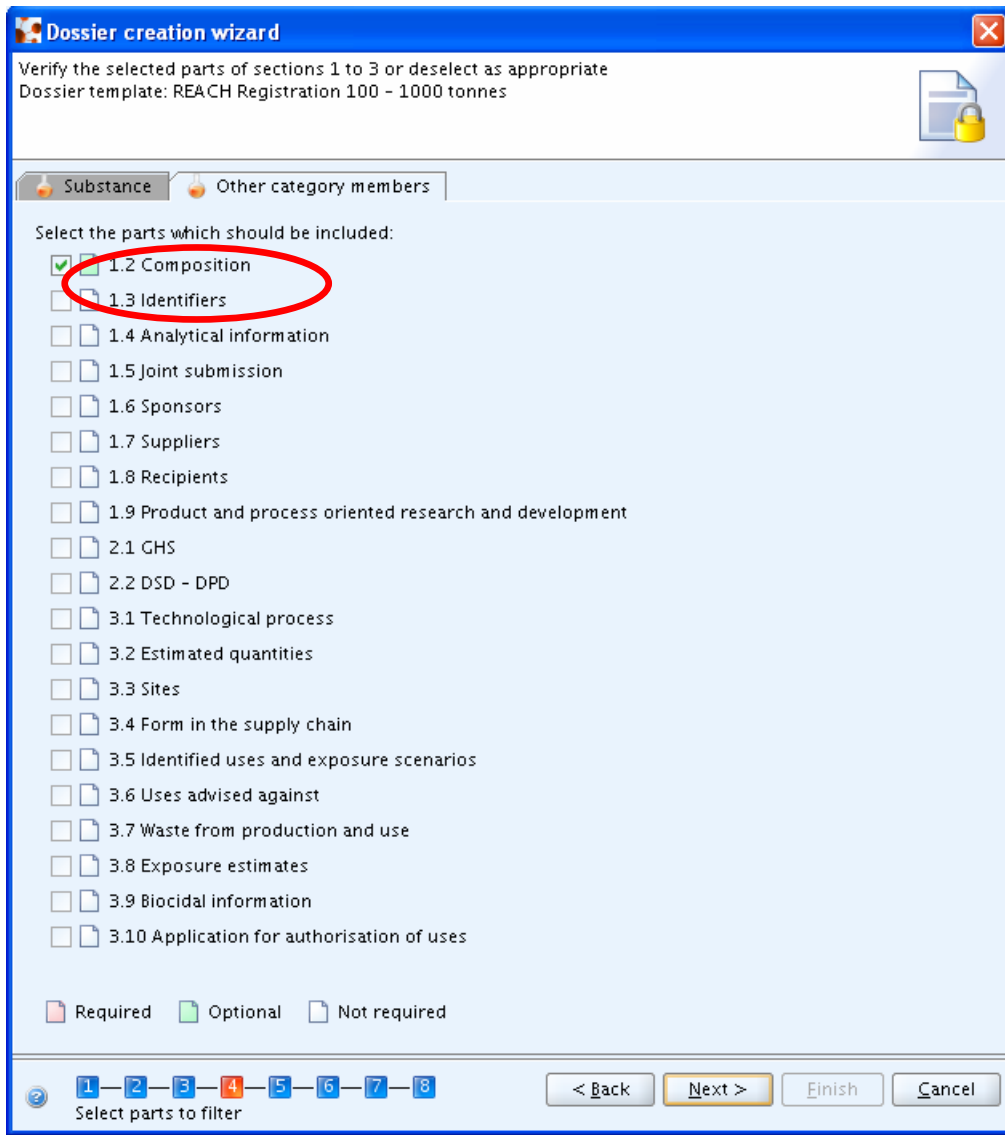 Dossier creation wizard
Verify the selected parts of sections 1 to 3 or deselect as appropriate
Dossier template: REACH Registration 100 - 1000 tonnes
Substance
Other category members
Select the parts which should be included:
1.2 Composition
1.3 Identifiers
1.4 Analytical information
1.5 Joint submission
1.6 Sponsors
1.7 Suppliers
1.8 Recipients
1.9 Product and process oriented research and development
2.1 GHS
2.2 DSD - DPD
3.1 Technological process
3.2 Estimated quantities
3.3 Sites
3.4 Form in the supply chain
3.5 Identified uses and exposure scenarios
3.6 Uses advised against
3.7 Waste from production and use
3.8 Exposure estimates
3.9 Biocidal information
3.10 Application for authorisation of uses
Required Optional Not required
1 2 3 4 5 6 7 8
Select parts to filter
< Back Next > Finish Cancel